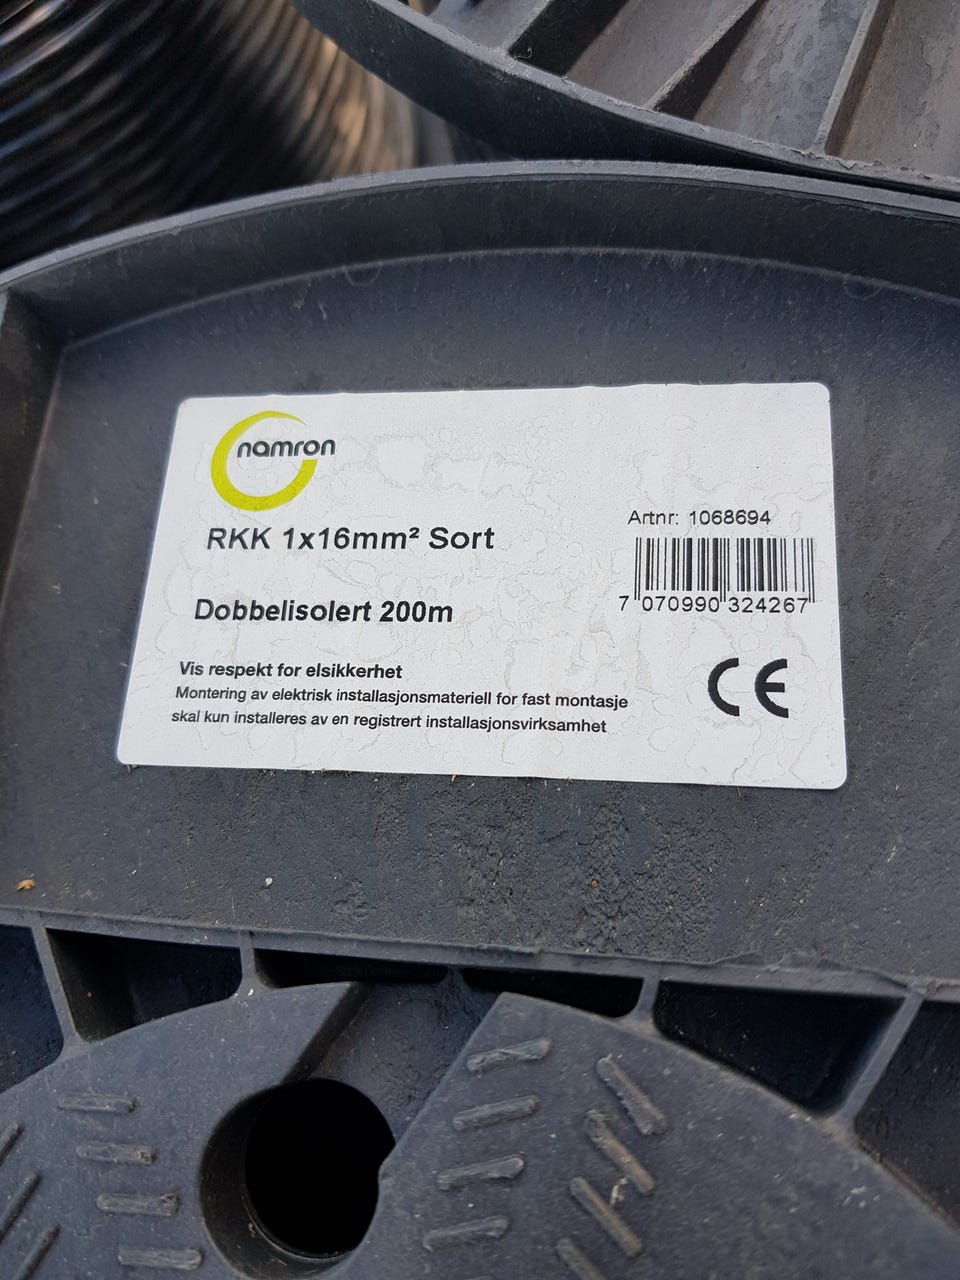 namron
RKK 1x16mm² Sort
Artnr: 1068694
7 070990 324267
Dobbelisolert 200m
Vis respekt for elsikkerhet
Montering av elektrisk installasjonsmateriell for fast montasje
skal kun installeres av en registrert installasjonsvirksamhet
CE